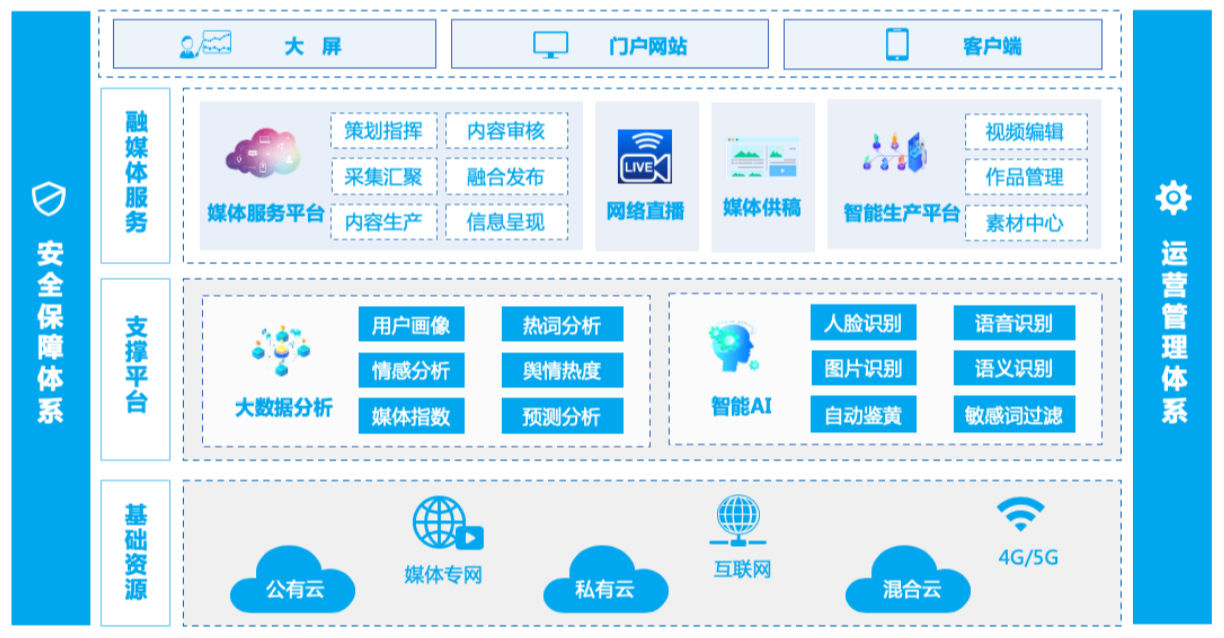 安全保障体系
大 屏
门户网站
客户端
融媒体服务
媒体服务平台
策划指挥
内容审核
采集汇聚
融合发布
内容生产
信息呈现
LIVE
网络直播
媒体供稿
智能生产平台
视频编辑
作品管理
素材中心
支撑平台
大数据分析
用户画像
热词分析
情感分析
舆情热度
媒体指数
预测分析
智能AI
人脸识别
语音识别
图片识别
语义识别
自动鉴黄
敏感词过滤
基础资源
公有云
媒体专网
私有云
互联网
混合云
4G/5G
运营管理体系